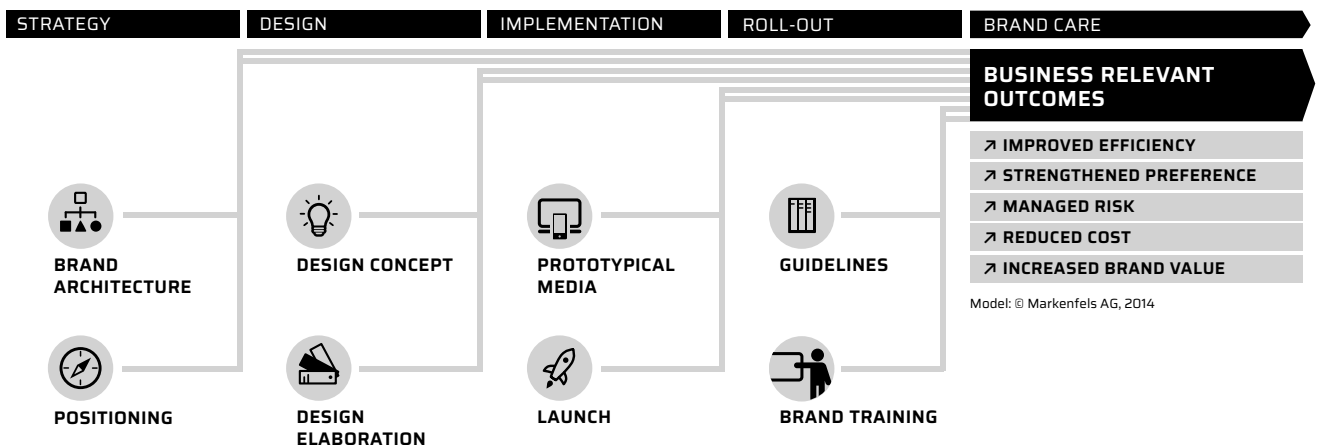 STRATEGY
DESIGN
IMPLEMENTATION
ROLL-OUT
BRAND CARE
BUSINESS RELEVANT
OUTCOMES
↗ IMPROVED EFFICIENCY
↗ STRENGTHENED PREFERENCE
↗ MANAGED RISK
↗ REDUCED COST
↗ INCREASED BRAND VALUE
Model: © Markenfels AG, 2014
BRAND
ARCHITECTURE
DESIGN CONCEPT
PROTOTYPICAL
MEDIA
GUIDELINES
POSITIONING
DESIGN
ELABORATION
LAUNCH
BRAND TRAINING